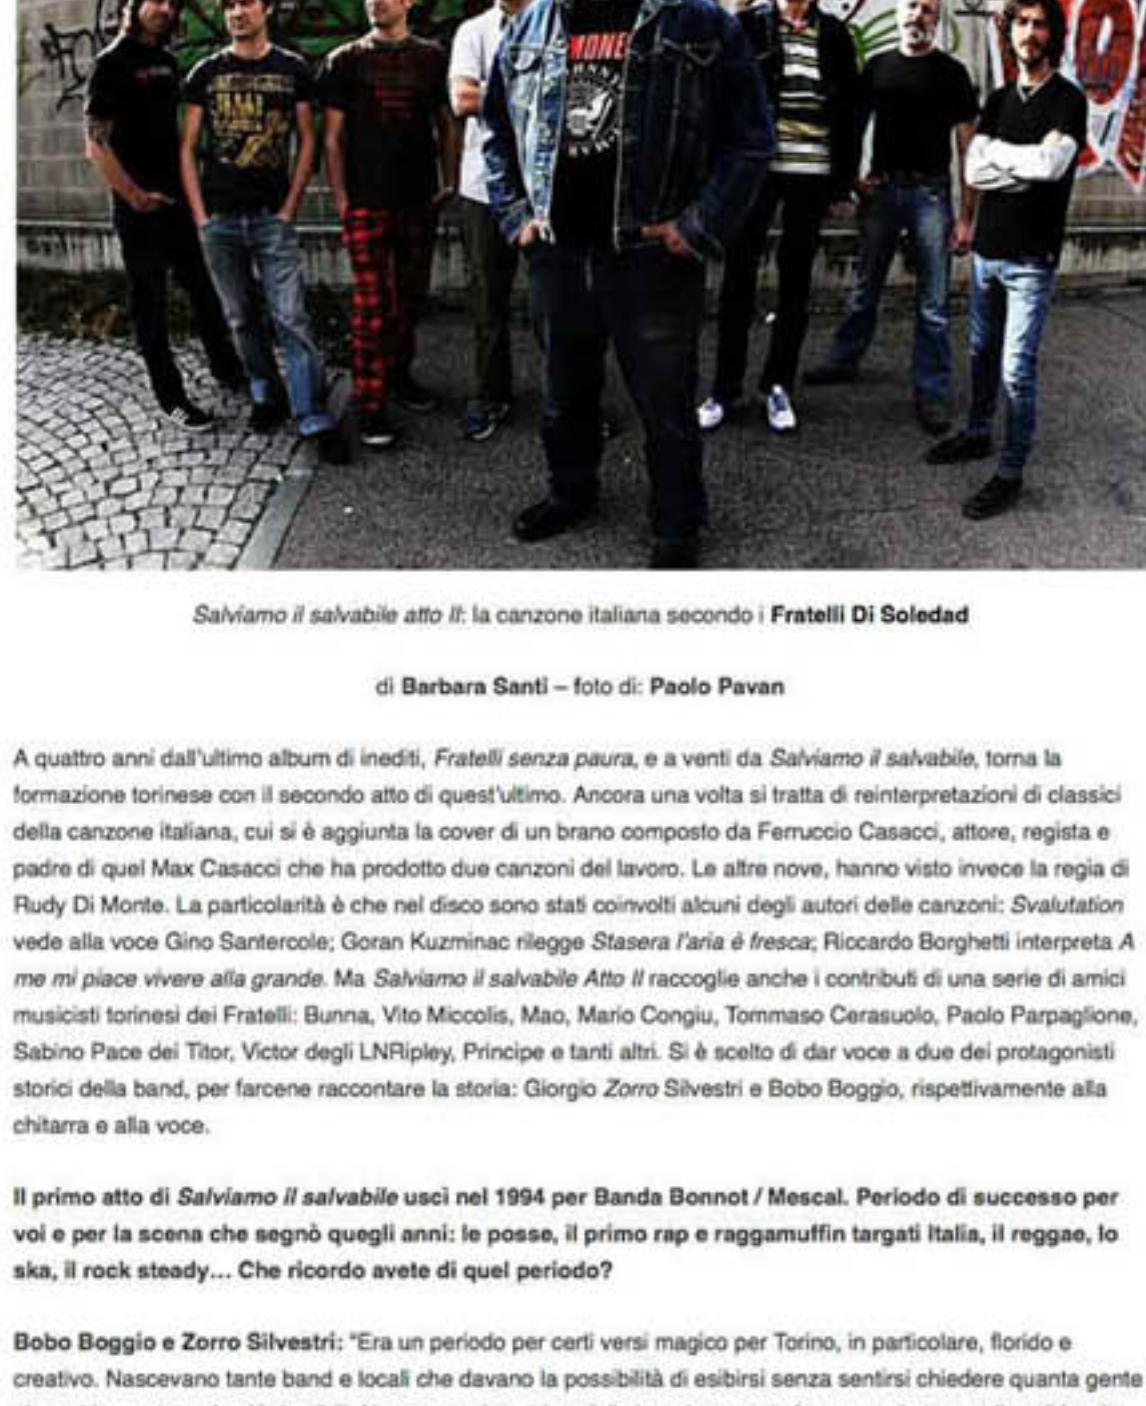 MONE
Salviamo il salvabile atto II: la canzone italiana secondo i Fratelli Di Soledad
di Barbara Santi – foto di: Paolo Pavan
A quattro anni dall'ultimo album di inediti, Fratelli senza paura, e a venti da Salviamo il salvabile, torna la
formazione torinese con il secondo atto di quest'ultimo. Ancora una volta si tratta di reinterpretazioni di classici
della canzone italiana, cui si è aggiunta la cover di un brano composto da Ferruccio Casacci, attore, regista e
padre di quel Max Casacci che ha prodotto due canzoni del lavoro. Le altre nove, hanno visto invece la regia di
Rudy Di Monte. La particolarità è che nel disco sono stati coinvolti alcuni degli autori delle canzoni: Svalutation
vede alla voce Gino Santercole; Goran Kuzminac rilegge Stasera l'aria è fresca; Riccardo Borghetti interpreta A
me mi piace vivere alla grande. Ma Salviamo il salvabile Atto II raccoglie anche i contributi di una serie di amici
musicisti torinesi dei Fratelli: Bunna, Vito Miccolis, Mao, Mario Congiu, Tommaso Cerasuolo, Paolo Parpaglione,
Sabino Pace dei Titor, Victor degli LNRipley, Principe e tanti altri. Si è scelto di dar voce a due dei protagonisti
storici della band, per farcene raccontare la storia: Giorgio Zorro Silvestri e Bobo Boggio, rispettivamente alla
chitarra e alla voce.
Il primo atto di Salviamo il salvabile uscì nel 1994 per Banda Bonnot / Mescal. Periodo di successo per
voi e per la scena che segnò quegli anni: le posse, il primo rap e raggamuffin targati Italia, il reggae, lo
ska, il rock steady… Che ricordo avete di quel periodo?
Bobo Boggio e Zorro Silvestri: "Era un periodo per certi versi magico per Torino, in particolare, florido e
creativo. Nascevano tante band e locali che davano la possibilità di esibirsi senza sentirsi chiedere quanta gente